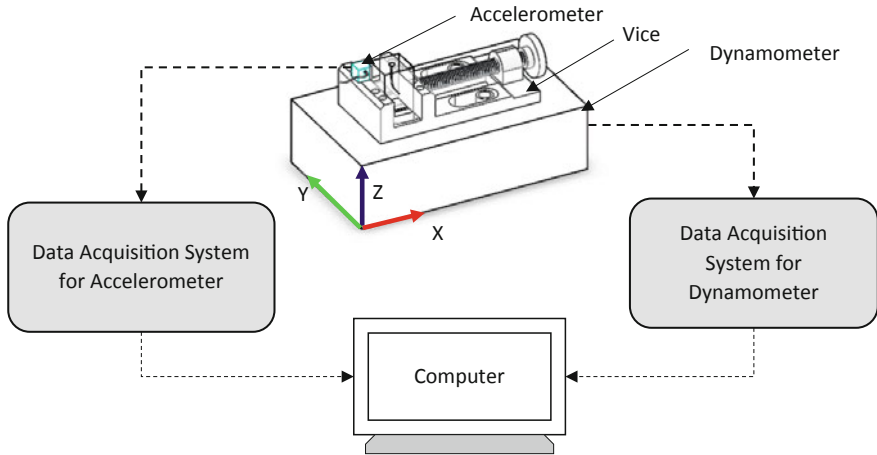 Accelerometer
Vice
Dynamometer
Y
Z
X
Data Acquisition System
for Accelerometer
Data Acquisition
System for
Dynamometer
Computer